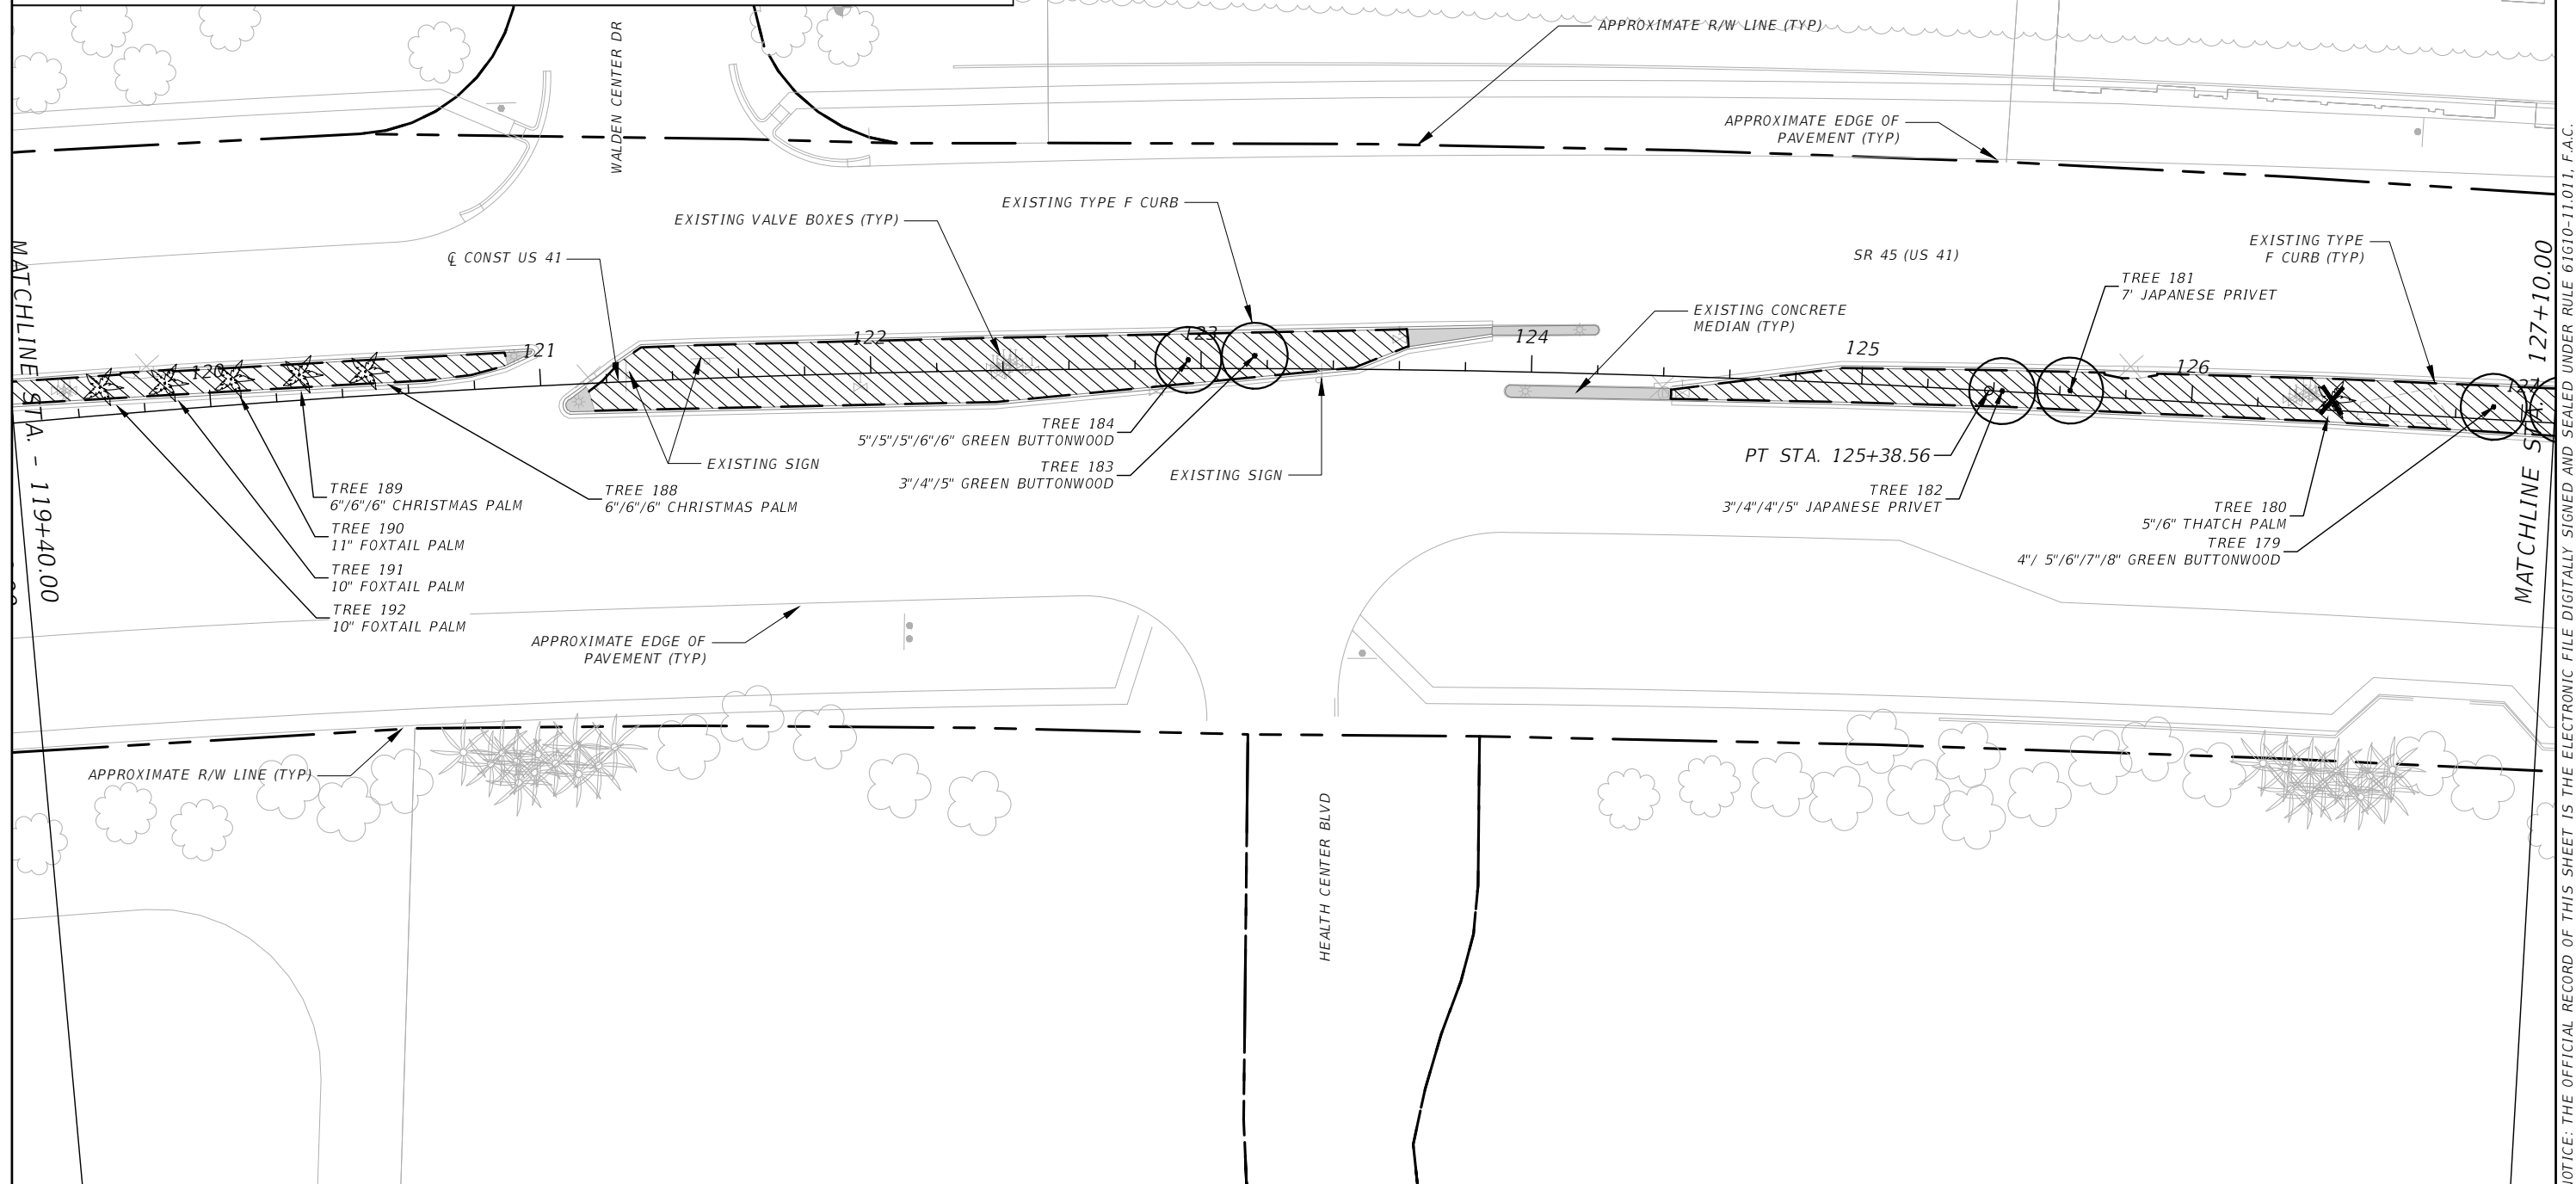 APPROXIMATE R/W LINE (TYP)
WALDEN CENTER DR
APPROXIMATE EDGE OF
PAVEMENT (TYP)
EXISTING TYPE F CURB
EXISTING VALVE BOXES (TYP)
℄ CONST US 41
SR 45 (US 41)
EXISTING TYPE
F CURB (TYP)
TREE 181
7' JAPANESE PRIVET
EXISTING CONCRETE
MEDIAN (TYP)
MATCHLINE STA. - 119+40.00
MATCHLINE STA. 127+10.00
120
121
122
123
124
125
126
127
TREE 184
5"/5"/5"/6"/6" GREEN BUTTONWOOD
TREE 183
3"/4"/5" GREEN BUTTONWOOD
EXISTING SIGN
EXISTING SIGN
PT STA. 125+38.56
TREE 182
3"/4"/4"/5" JAPANESE PRIVET
TREE 180
5"/6" THATCH PALM
TREE 179
4"/ 5"/6"/7"/8" GREEN BUTTONWOOD
TREE 189
6"/6"/6" CHRISTMAS PALM
TREE 188
6"/6"/6" CHRISTMAS PALM
TREE 190
11" FOXTAIL PALM
TREE 191
10" FOXTAIL PALM
TREE 192
10" FOXTAIL PALM
APPROXIMATE EDGE OF
PAVEMENT (TYP)
APPROXIMATE R/W LINE (TYP)
HEALTH CENTER BLVD
OTICE: THE OFFICIAL RECORD OF THIS SHEET IS THE ELECTRONIC FILE DIGITALLY SIGNED AND SEALED UNDER RULE 61G10-11.011, F.A.C.